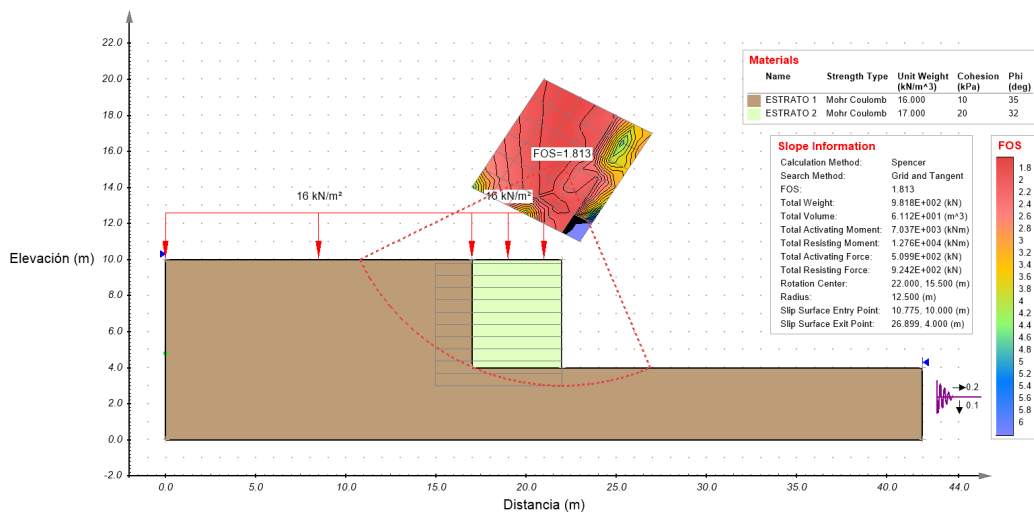 22.0
20.0
18.0
16.0
14.0
12.0
Elevación (m)
10.0
8.0
6.0
4.0
2.0
0.0
-2.0
0.0
5.0
10.0
15.0
20.0
25.0
30.0
35.0
40.0
44.0
Distancia (m)
16 kN/m²
16 kN/m²
FOS=1.813
Materials
Name Strength Type Unit Weight (kN/m^3) Cohesion (kPa) Phi (deg)
ESTRATO 1 Mohr Coulomb 16.000 10 35
ESTRATO 2 Mohr Coulomb 17.000 20 32
Slope Information
Calculation Method: Spencer
Search Method: Grid and Tangent
FOS: 1.813
Total Weight: 9.818E+002 (kN)
Total Volume: 6.112E+001 (m^3)
Total Activating Moment: 7.037E+003 (kNm)
Total Resisting Moment: 1.276E+004 (kNm)
Total Activating Force: 5.099E+002 (kN)
Total Resisting Force: 9.242E+002 (kN)
Rotation Center: 22.000, 15.500 (m)
Radius: 12.500 (m)
Slip Surface Entry Point: 10.775, 10.000 (m)
Slip Surface Exit Point: 26.899, 4.000 (m)
FOS
1.8
2
2.2
2.4
2.6
2.8
3
3.2
3.4
3.6
3.8
4
4.2
4.4
4.6
4.8
5
5.2
5.4
5.6
5.8
6
0.2
0.1